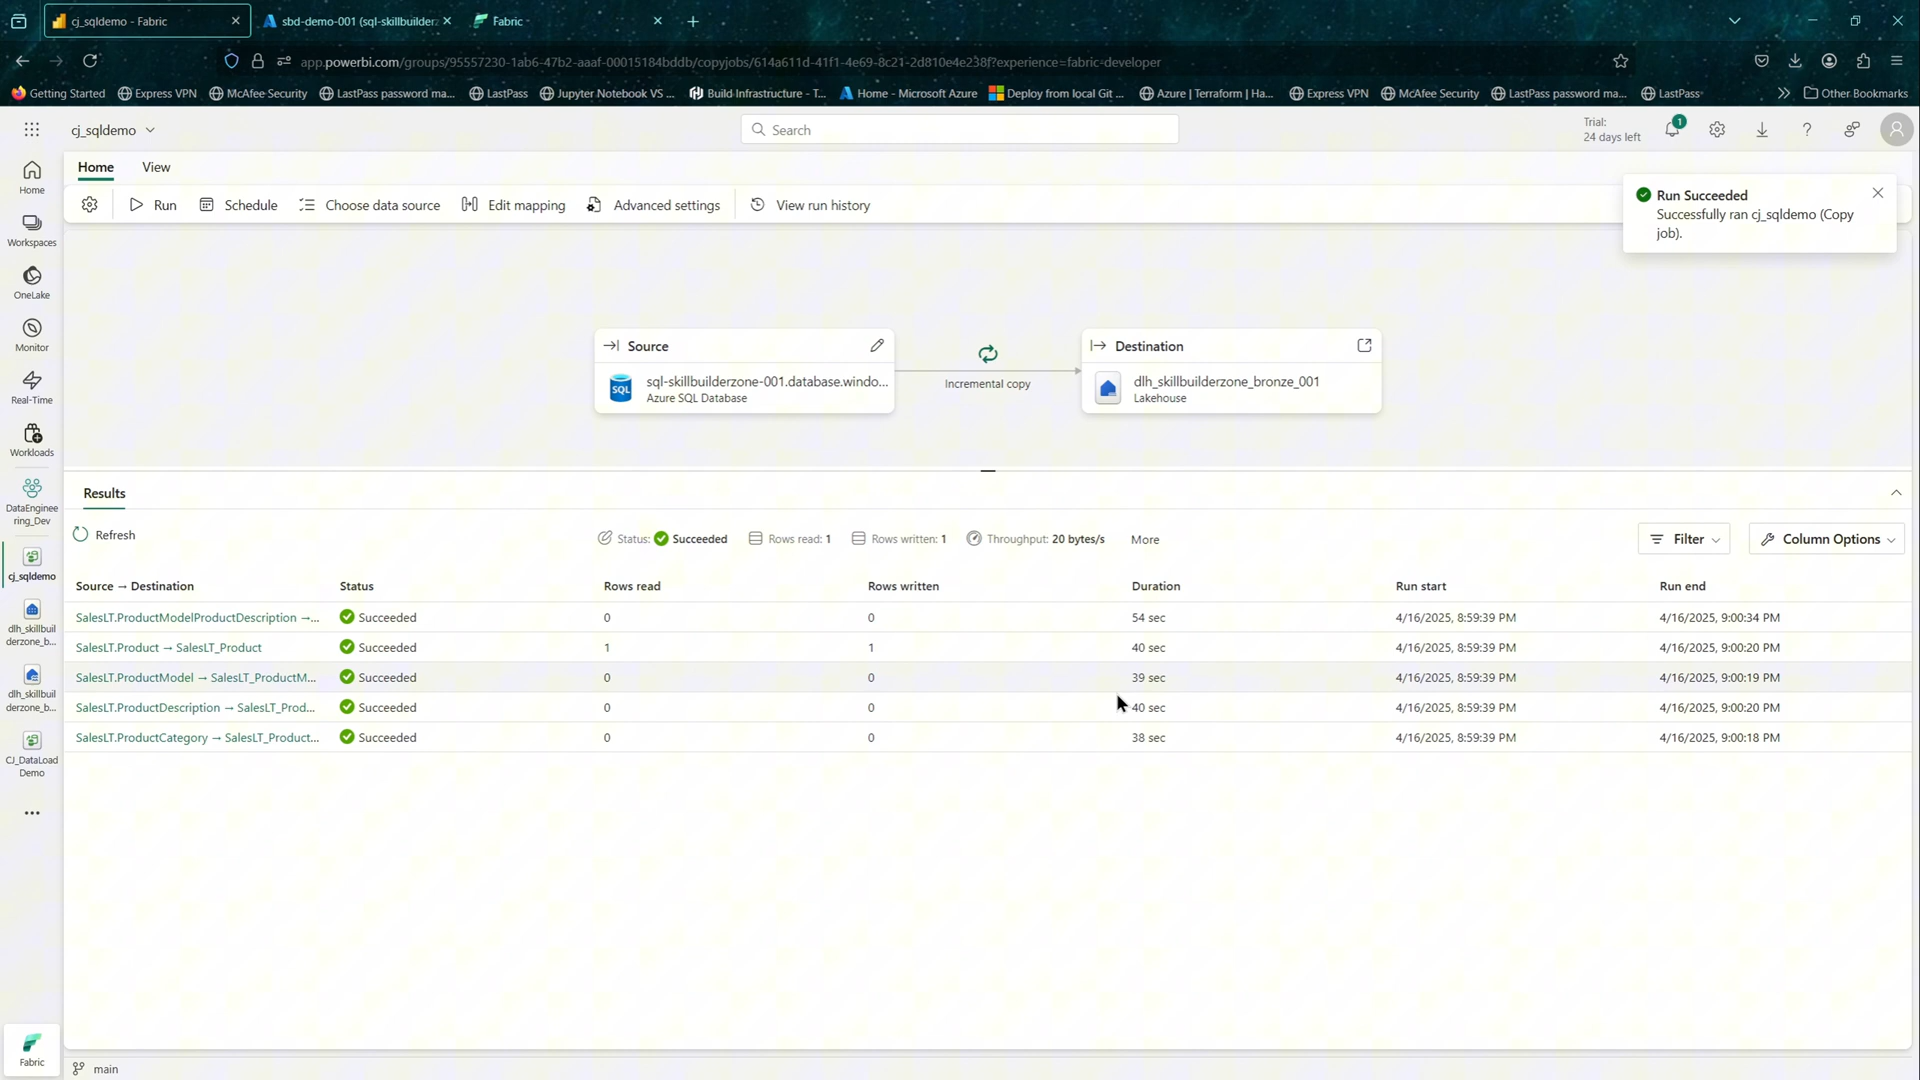 cj_sqldemo - Fabric
sbd-demo-001 (sql-skillbuilder
Fabric -
app.powerbi.com/groups/95557230-1ab6-47b2-aaaf-00015184bddb/copyjobs/614a611d-41f1-4e69-8c21-2d810e4e238f?experience=fabric-developer
Getting Started
Express VPN
McAfee Security
LastPass password ma...
LastPass
Jupyter Notebook VS ...
Build Infrastructure - T...
Home - Microsoft Azure
Deploy from local Git ...
Azure | Terraform | Ha...
Express VPN
McAfee Security
LastPass password ma...
LastPass
Other Bookmarks
cj_sqldemo
Search
Trial:
24 days left
1
Home
View
Run
Schedule
Choose data source
Edit mapping
Advanced settings
View run history
Run Succeeded
Successfully ran cj_sqldemo (Copy
job).
Home
Workspaces
OneLake
Monitor
Real-Time
Workloads
DataEnginee
ring_Dev
cj_sqldemo
dlh_skillbuil
derzone_b...
dlh_skillbuil
derzone_b...
CJ_DataLoad
Demo
Fabric
Source
SQL
sql-skillbuilderzone-001.database.windo...
Azure SQL Database
Incremental copy
Destination
dlh_skillbuilderzone_bronze_001
Lakehouse
Results
Refresh
Status: Succeeded
Rows read: 1
Rows written: 1
Throughput: 20 bytes/s
More
Filter
Column Options
Source → Destination Status Rows read Rows written Duration Run start Run end
SalesLT.ProductModelProductDescription →... Succeeded 0 0 54 sec 4/16/2025, 8:59:39 PM 4/16/2025, 9:00:34 PM
SalesLT.Product → SalesLT_Product Succeeded 1 1 40 sec 4/16/2025, 8:59:39 PM 4/16/2025, 9:00:20 PM
SalesLT.ProductModel → SalesLT_ProductM... Succeeded 0 0 39 sec 4/16/2025, 8:59:39 PM 4/16/2025, 9:00:19 PM
SalesLT.ProductDescription → SalesLT_Prod... Succeeded 0 0 40 sec 4/16/2025, 8:59:39 PM 4/16/2025, 9:00:20 PM
SalesLT.ProductCategory → SalesLT_Product... Succeeded 0 0 38 sec 4/16/2025, 8:59:39 PM 4/16/2025, 9:00:18 PM
main